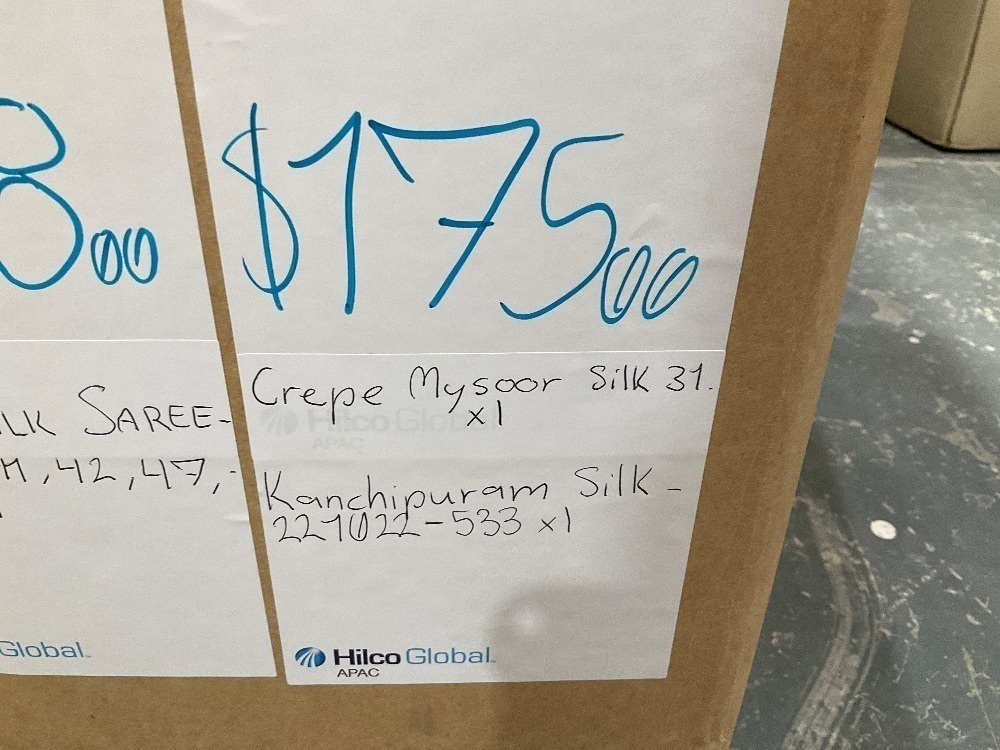 8.00
LK SAREE-
M, 42, 47, -
Global
$175.00
Crepe Mysoor Silk 31.
x1
Hilco Global
APAC
Kanchipuram Silk -
221022-533 x1
Hilco Global
APAC